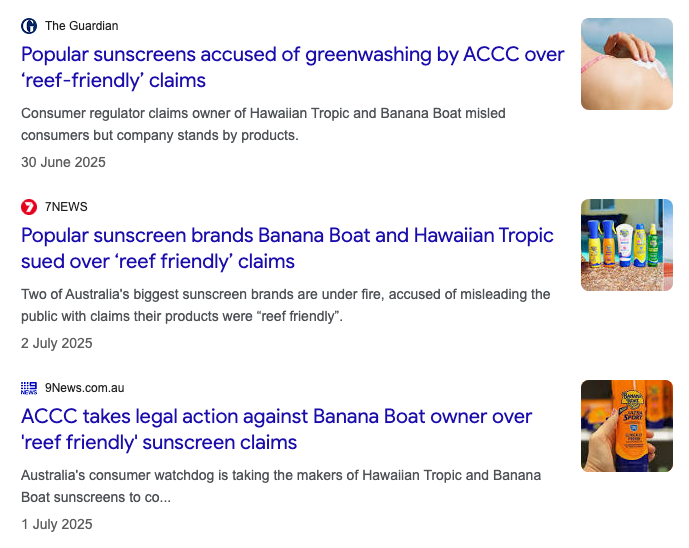 The Guardian
Popular sunscreens accused of greenwashing by ACCC over
‘reef-friendly’ claims
Consumer regulator claims owner of Hawaiian Tropic and Banana Boat misled
consumers but company stands by products.
30 June 2025
7NEWS
Popular sunscreen brands Banana Boat and Hawaiian Tropic
sued over ‘reef friendly’ claims
Two of Australia's biggest sunscreen brands are under fire, accused of misleading the
public with claims their products were “reef friendly”.
2 July 2025
9News.com.au
ACCC takes legal action against Banana Boat owner over
'reef friendly' sunscreen claims
Australia's consumer watchdog is taking the makers of Hawaiian Tropic and Banana
Boat sunscreens to co...
BANANA
BOAT
SPORT
1 July 2025